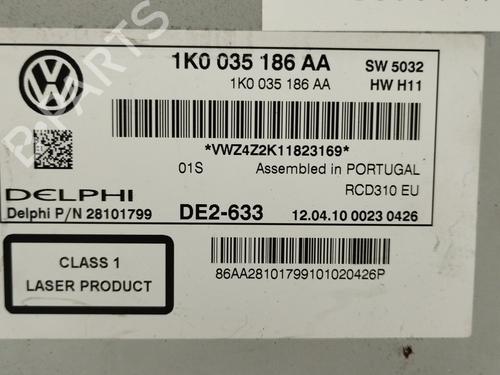 1K0 035 186 AA SW 5032
1K0 035 186 AA HW H11
*VWZ4Z2K11823169*
01S Assembled in PORTUGAL
RCD310 EU
DELPHI
Delphi P/N 28101799 DE2-633 12.04.10 0023 0426
CLASS 1
LASER PRODUCT
86AA28101799101020426P